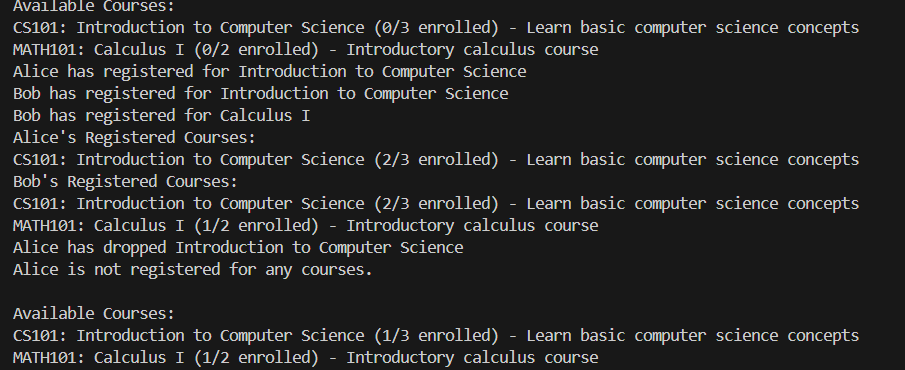 Available Courses:
CS101: Introduction to Computer Science (0/3 enrolled) - Learn basic computer science concepts
MATH101: Calculus I (0/2 enrolled) - Introductory calculus course
Alice has registered for Introduction to Computer Science
Bob has registered for Introduction to Computer Science
Bob has registered for Calculus I
Alice's Registered Courses:
CS101: Introduction to Computer Science (2/3 enrolled) - Learn basic computer science concepts
Bob's Registered Courses:
CS101: Introduction to Computer Science (2/3 enrolled) - Learn basic computer science concepts
MATH101: Calculus I (1/2 enrolled) - Introductory calculus course
Alice has dropped Introduction to Computer Science
Alice is not registered for any courses.

Available Courses:
CS101: Introduction to Computer Science (1/3 enrolled) - Learn basic computer science concepts
MATH101: Calculus I (1/2 enrolled) - Introductory calculus course